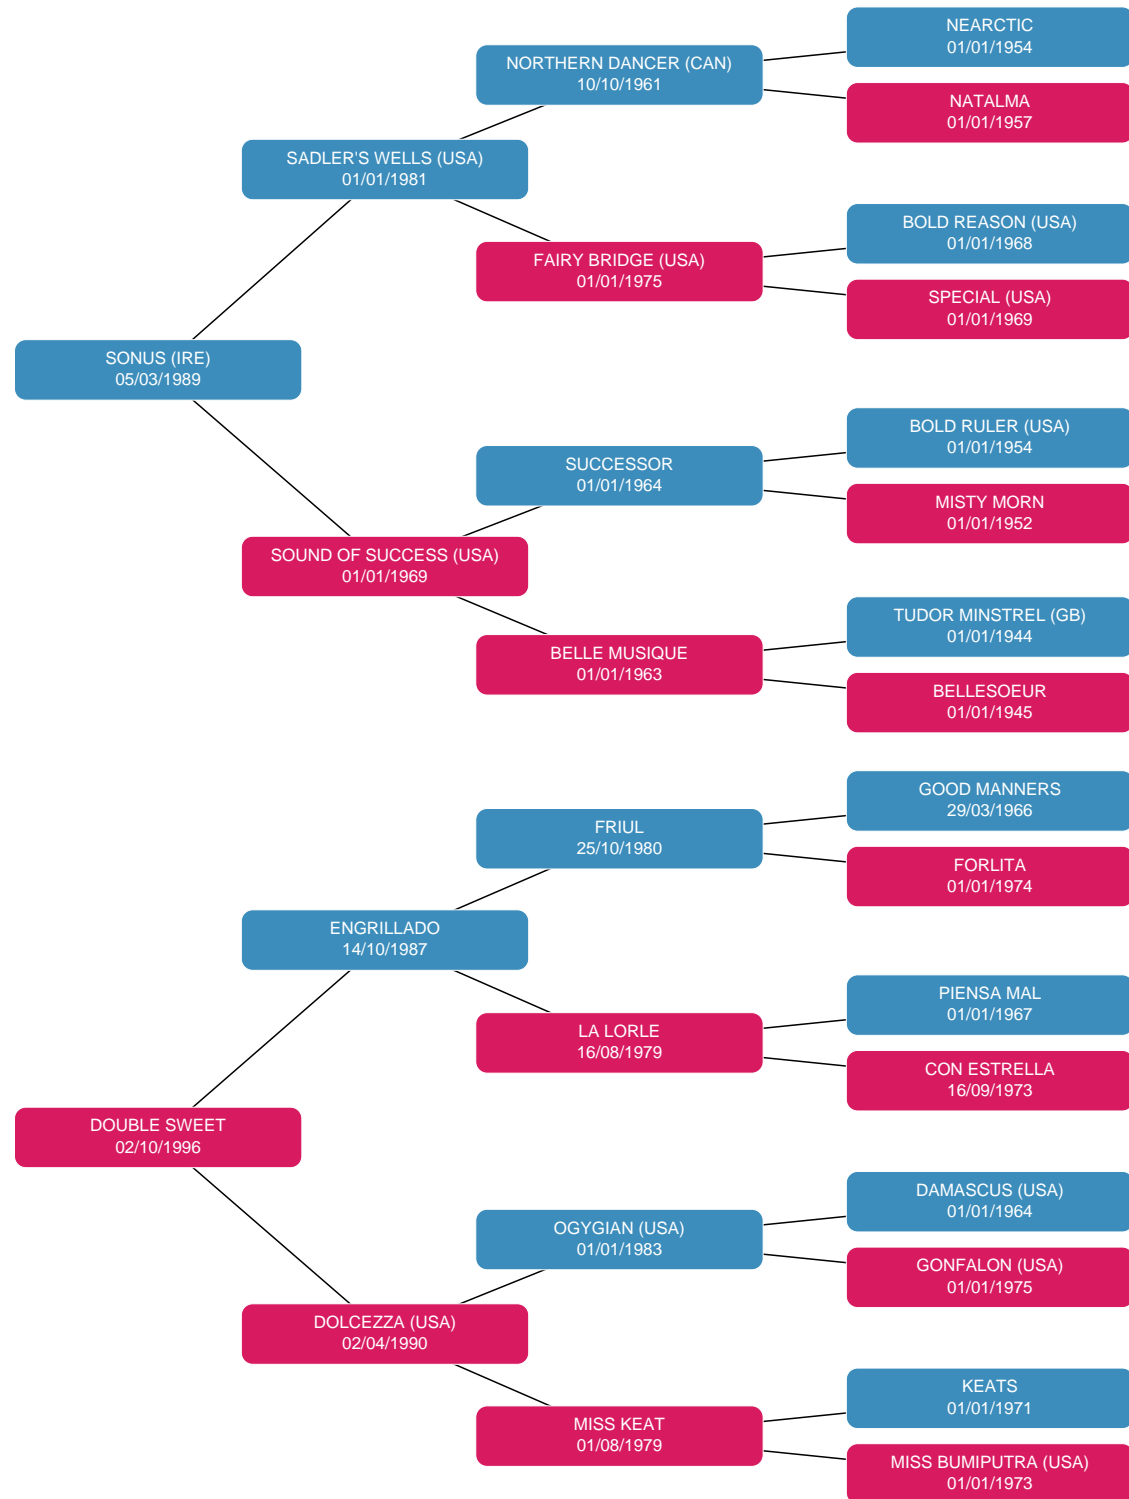 NEARCTIC
01/01/1954
NORTHERN DANCER (CAN)
10/10/1961
NATALMA
01/01/1957
SADLER'S WELLS (USA)
01/01/1981
BOLD REASON (USA)
01/01/1968
FAIRY BRIDGE (USA)
01/01/1975
SPECIAL (USA)
01/01/1969
SONUS (IRE)
05/03/1989
BOLD RULER (USA)
01/01/1954
SUCCESSOR
01/01/1964
MISTY MORN
01/01/1952
SOUND OF SUCCESS (USA)
01/01/1969
TUDOR MINSTREL (GB)
01/01/1944
BELLE MUSIQUE
01/01/1963
BELLESOEUR
01/01/1945
GOOD MANNERS
29/03/1966
FRIUL
25/10/1980
FORLITA
01/01/1974
ENGRILLADO
14/10/1987
PIENSA MAL
01/01/1967
LA LORLE
16/08/1979
CON ESTRELLA
16/09/1973
DOUBLE SWEET
02/10/1996
DAMASCUS (USA)
01/01/1964
OGYGIAN (USA)
01/01/1983
GONFALON (USA)
01/01/1975
DOLCEZZA (USA)
02/04/1990
KEATS
01/01/1971
MISS KEAT
01/08/1979
MISS BUMIPUTRA (USA)
01/01/1973